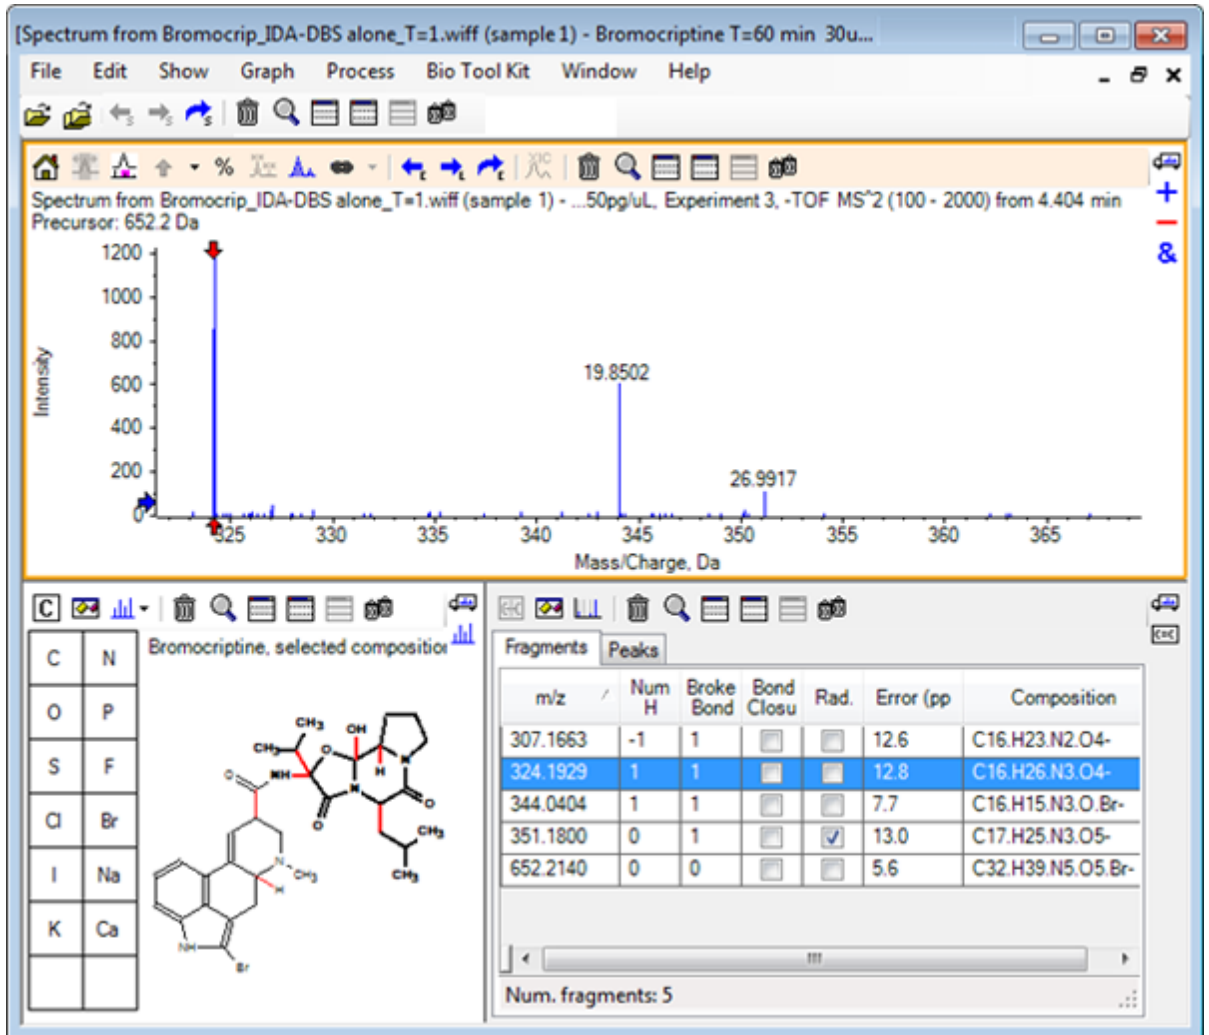 [Spectrum from Bromocrip_IDA-DBS alone_T=1.wiff (sample 1) - Bromocriptine T=60 min 30u...
File Edit Show Graph Process Bio Tool Kit Window Help
%
XIC
Spectrum from Bromocrip_IDA-DBS alone_T=1.wiff (sample 1) - ...50pg/uL, Experiment 3, -TOF MS^2 (100 - 2000) from 4.404 min
Precursor: 652.2 Da
&
1200
1000
800
600
400
200
0
Intensity
19.8502
26.9917
325 330 335 340 345 350 355 360 365
Mass/Charge, Da
C
Bromocriptine, selected compositior
C N
O P
S F
Cl Br
I Na
K Ca
CH3
OH
CH3
O
H
N
O
NH
N
O
O
CH3
CH3
N
CH3
H
NH
Br
C=C
Fragments Peaks
m/z Num H Broke Bond Bond Closu Rad. Error (pp Composition
307.1663 -1 1 12.6 C16.H23.N2.O4-
324.1929 1 1 12.8 C16.H26.N3.O4-
344.0404 1 1 7.7 C16.H15.N3.O.Br-
351.1800 0 1 13.0 C17.H25.N3.O5-
652.2140 0 0 5.6 C32.H39.N5.O5.Br-
Num. fragments: 5